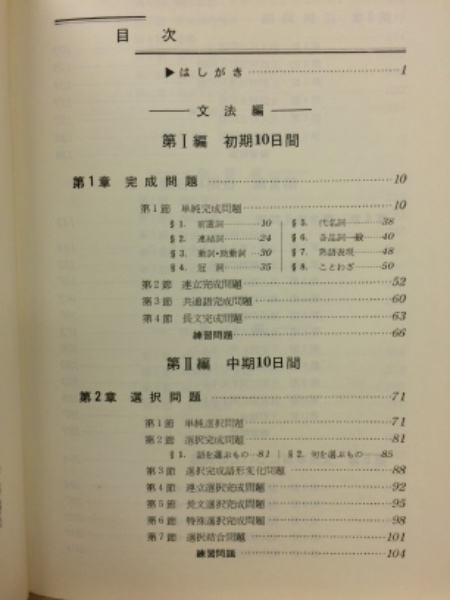 目次
▶はしがき……1
文法編
第Ⅰ編 初期10日間
第1章 完成問題……10
第1節 単純完成問題……10
§1. 前置詞……10 §5. 代名詞……38
§2. 連結詞……24 §6. 各品詞一般……40
§3. 動詞・助動詞……30 §7. 熟語表現……48
§4. 冠詞……35 §8. ことわざ……50
第2節 連立完成問題……52
第3節 共通語完成問題……60
第4節 長文完成問題……63
練習問題……66
第Ⅱ編 中期10日間
第2章 選択問題……71
第1節 単純選択問題……71
第2節 選択完成問題……81
§1. 語を選ぶもの……81 §2. 句を選ぶもの……85
第3節 選択完成語形変化問題……88
第4節 連立選択完成問題……92
第5節 長文選択完成問題……95
第6節 特殊選択完成問題……98
第7節 選択結合問題……101
練習問題……104